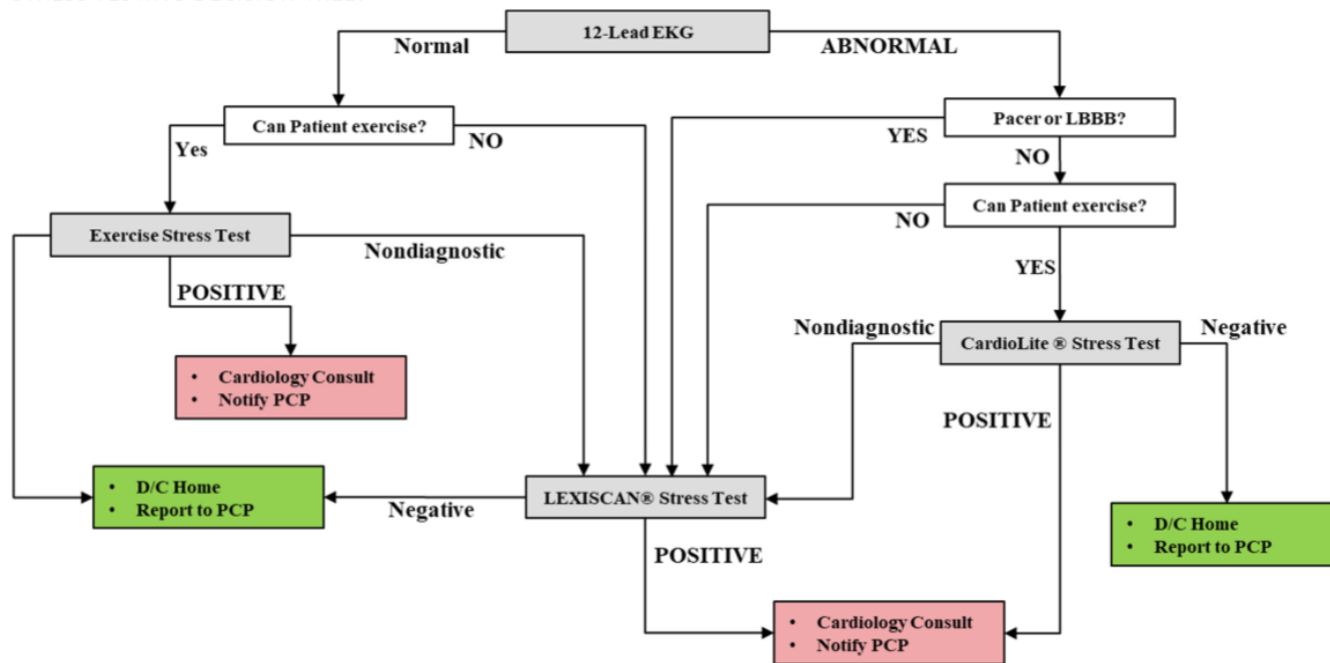 12-Lead EKG
Normal
ABNORMAL
Can Patient exercise?
Pacer or LBBB?
Yes
NO
YES
NO
Can Patient exercise?
NO
Exercise Stress Test
Nondiagnostic
YES
POSITIVE
Nondiagnostic
CardioLite ® Stress Test
Negative
• Cardiology Consult
• Notify PCP
POSITIVE
• D/C Home
• Report to PCP
Negative
LEXISCAN® Stress Test
• D/C Home
• Report to PCP
POSITIVE
• Cardiology Consult
• Notify PCP